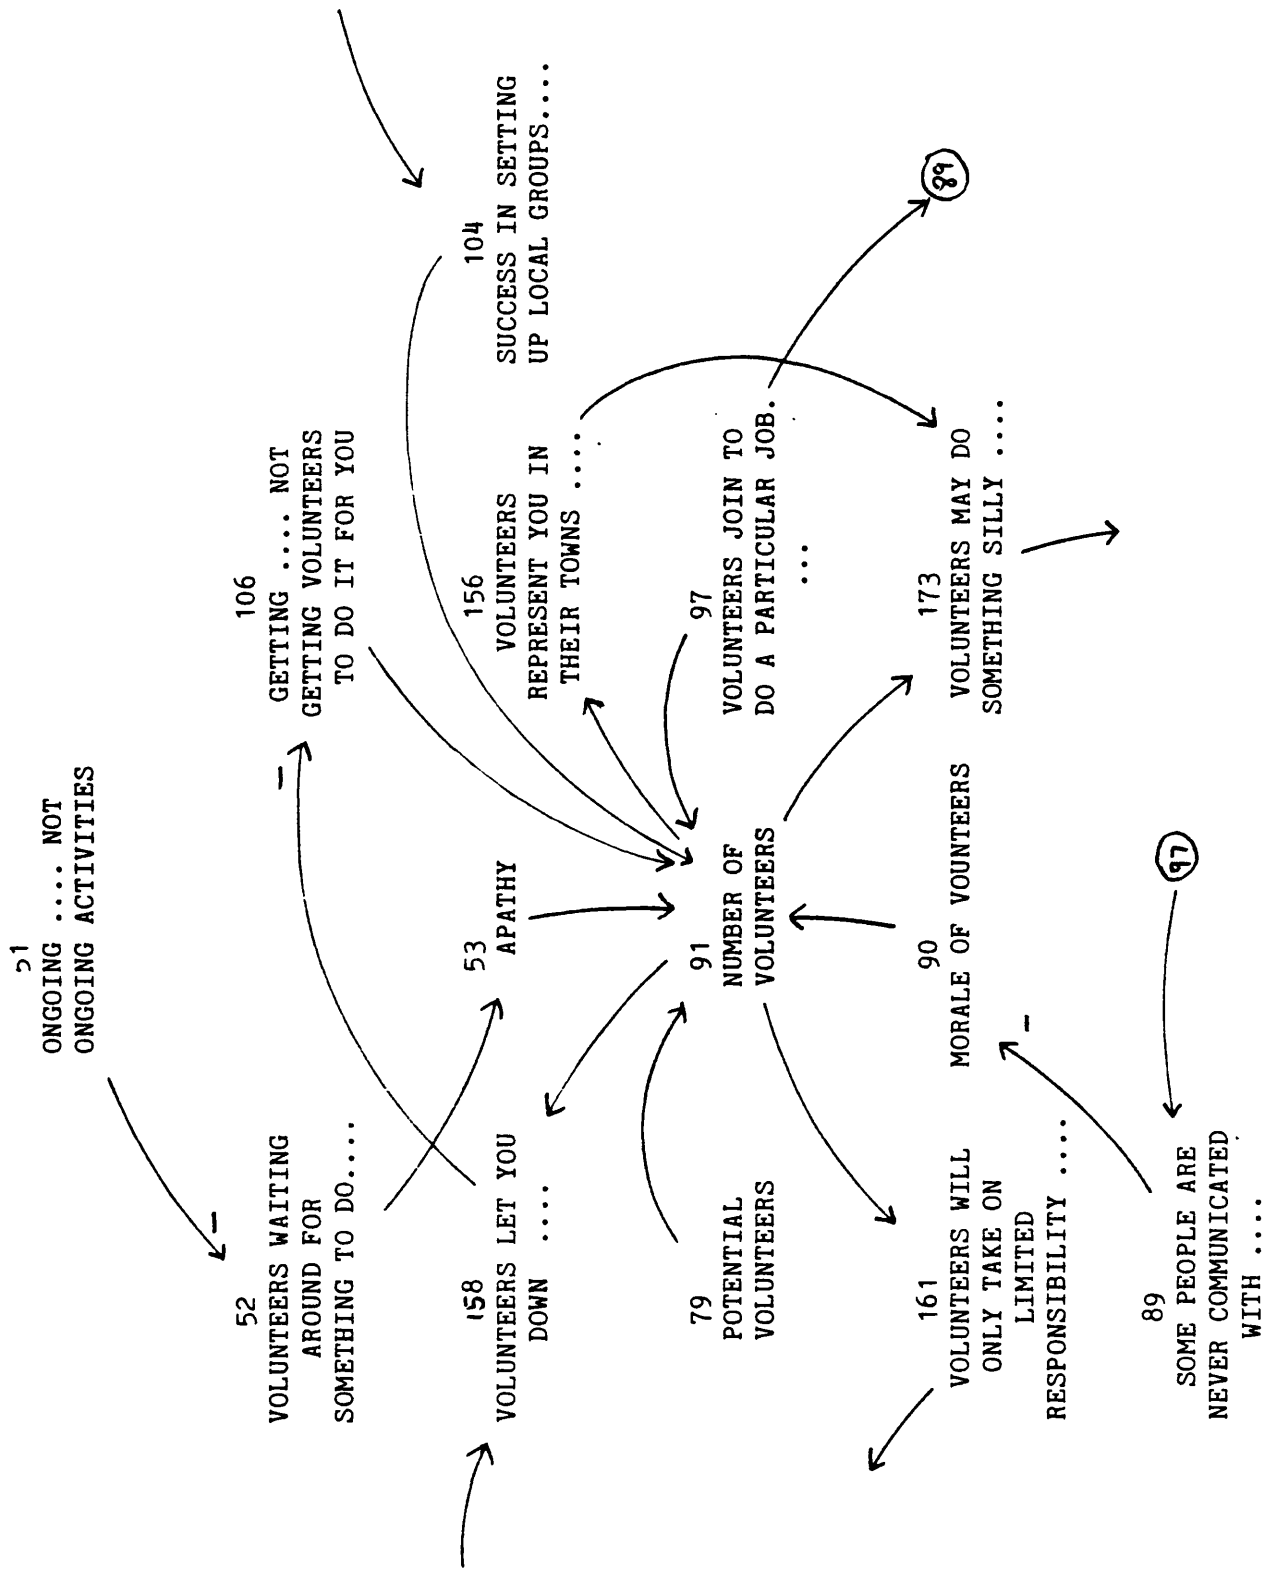 51
ONGOING .... NOT
ONGOING ACTIVITIES
52
VOLUNTEERS WAITING
AROUND FOR
SOMETHING TO DO....
-
106
GETTING .... NOT
GETTING VOLUNTEERS
TO DO IT FOR YOU
-
158
VOLUNTEERS LET YOU
DOWN ....
53
APATHY
156
VOLUNTEERS
REPRESENT YOU IN
THEIR TOWNS ....
104
SUCCESS IN SETTING
UP LOCAL GROUPS....
79
POTENTIAL
VOLUNTEERS
91
NUMBER OF
VOLUNTEERS
97
VOLUNTEERS JOIN TO
DO A PARTICULAR JOB.
...
89
161
VOLUNTEERS WILL
ONLY TAKE ON
LIMITED
RESPONSIBILITY ....
90
MORALE OF VOUNTEERS
-
173
VOLUNTEERS MAY DO
SOMETHING SILLY ....
89
SOME PEOPLE ARE
NEVER COMMUNICATED
WITH ....
97